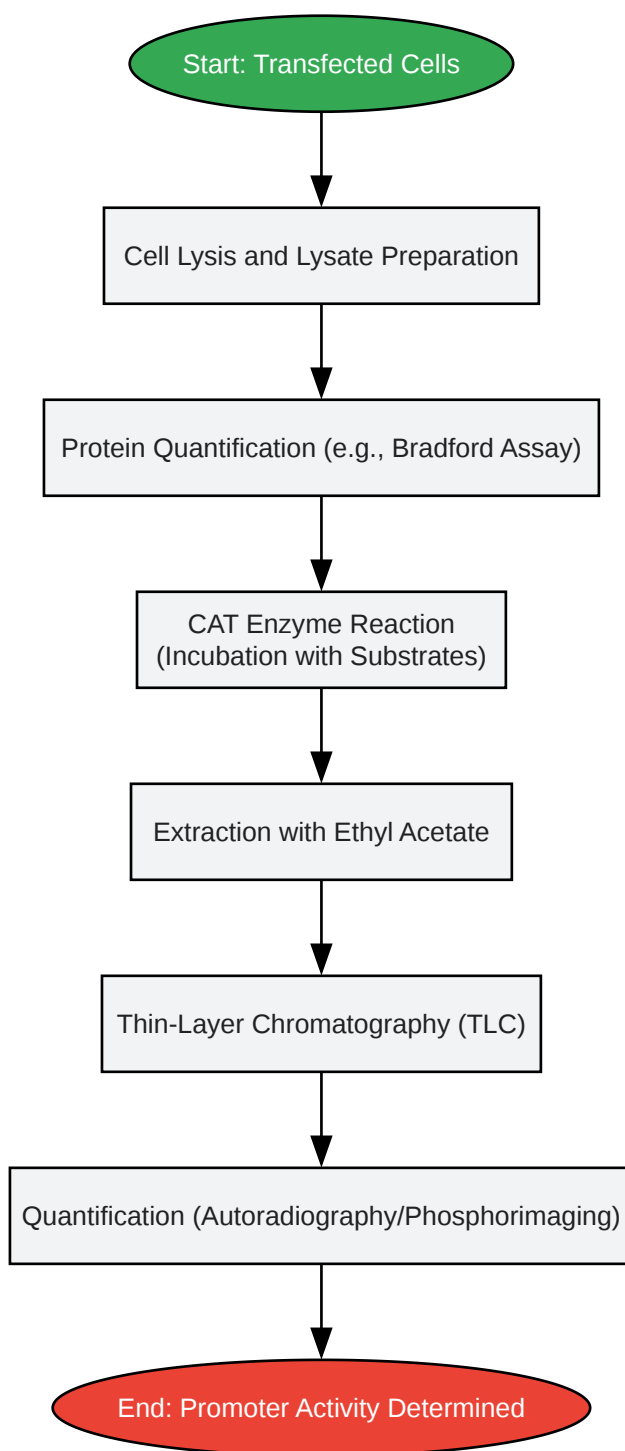 Start: Transfected Cells
Cell Lysis and Lysate Preparation
Protein Quantification (e.g., Bradford Assay)
CAT Enzyme Reaction
(Incubation with Substrates)
Extraction with Ethyl Acetate
Thin-Layer Chromatography (TLC)
Quantification (Autoradiography/Phosphorimaging)
End: Promoter Activity Determined